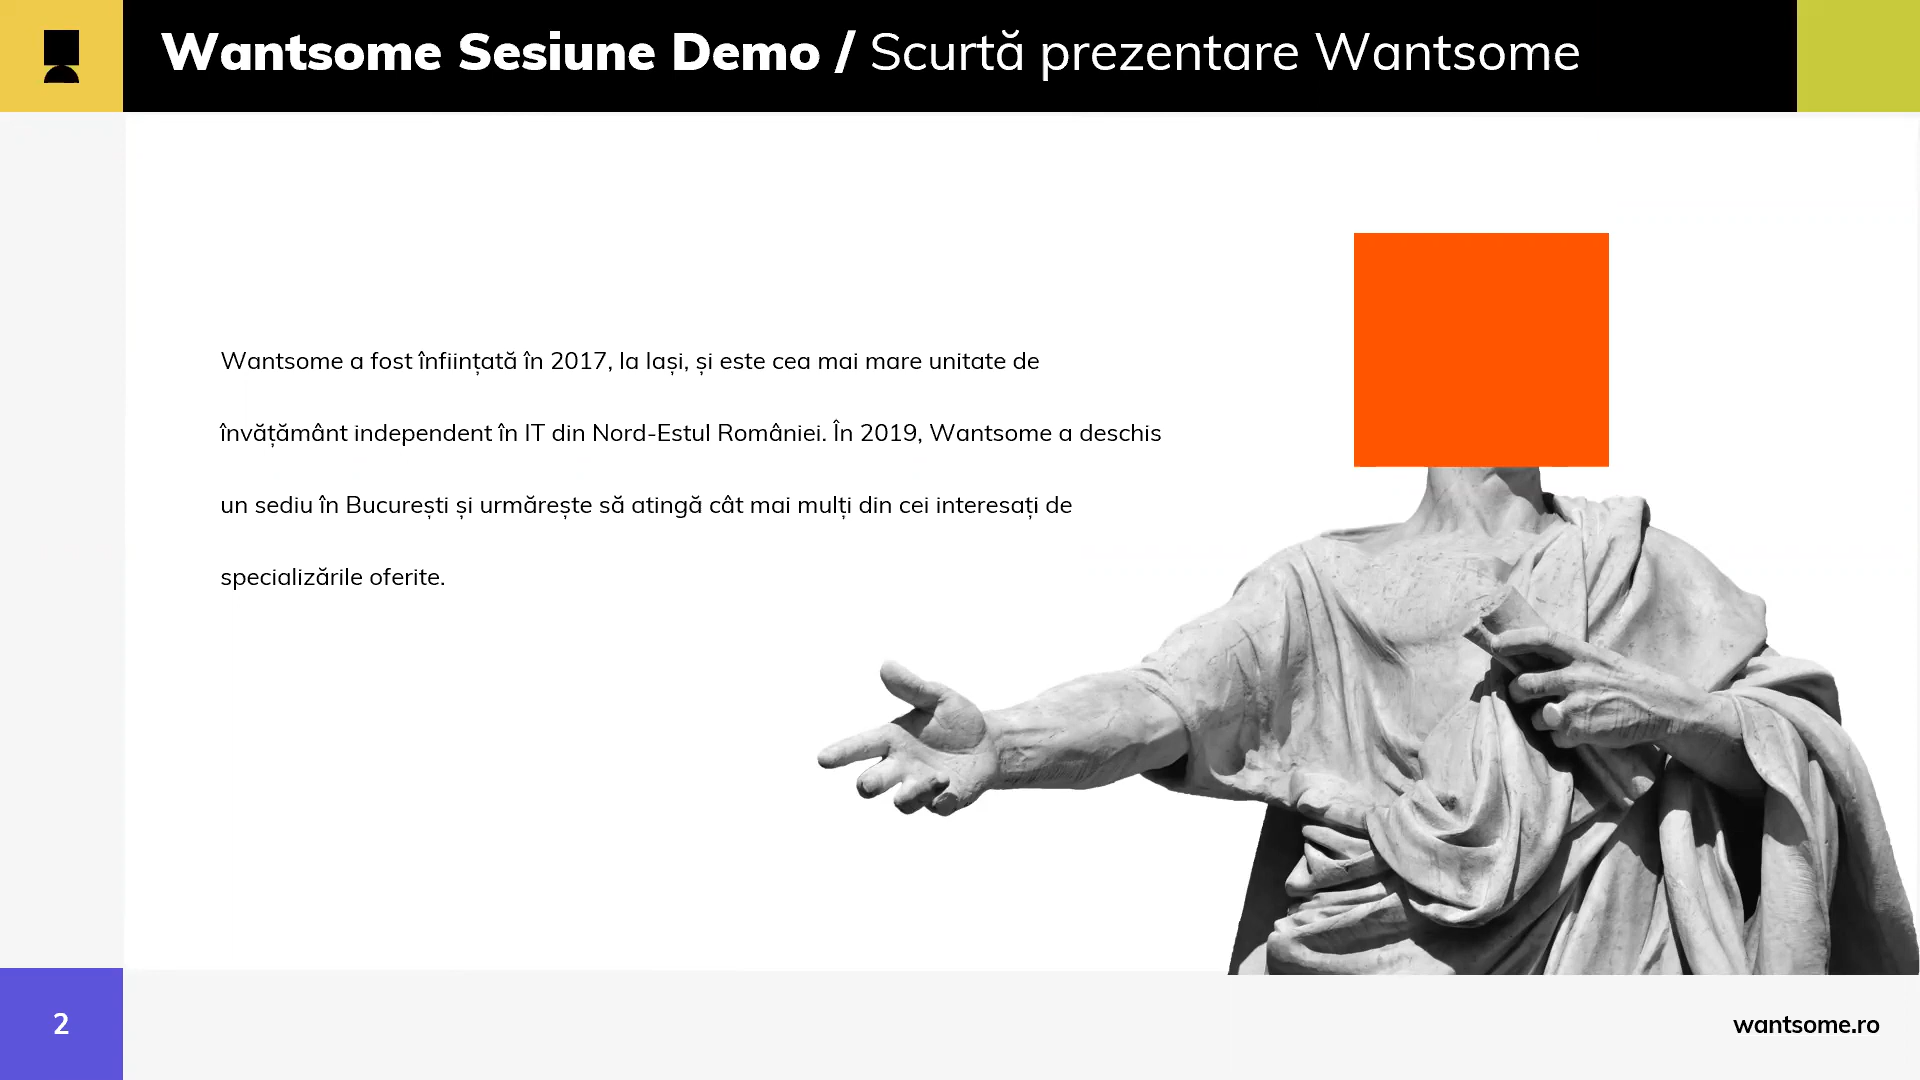 Wantsome Sesiune Demo / Scurtă prezentare Wantsome
Wantsome a fost înființată în 2017, la Iași, și este cea mai mare unitate de
învățământ independent în IT din Nord-Estul României. În 2019, Wantsome a deschis
un sediu în București și urmărește să atingă cât mai mulți din cei interesați de
specializările oferite.
2
wantsome.ro